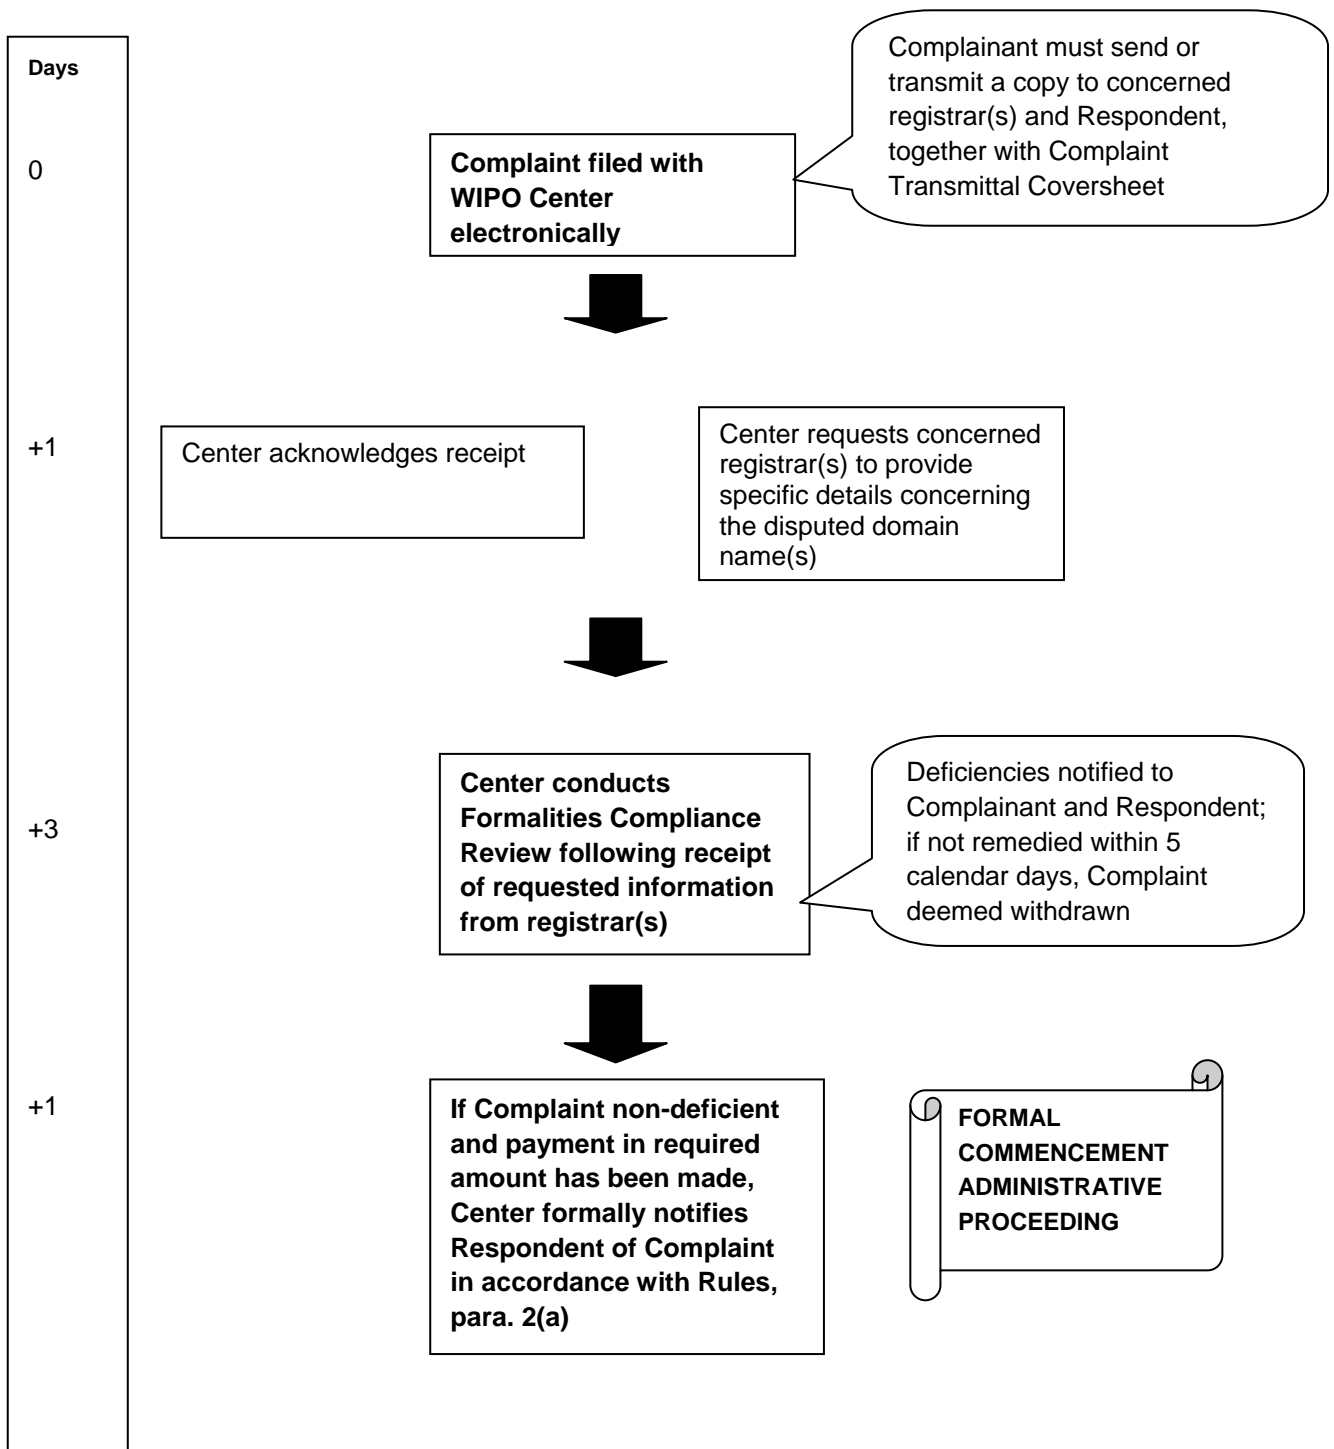 Days
0
Complaint filed with
WIPO Center
electronically
Complainant must send or
transmit a copy to concerned
registrar(s) and Respondent,
together with Complaint
Transmittal Coversheet
+1
Center acknowledges receipt
Center requests concerned
registrar(s) to provide
specific details concerning
the disputed domain
name(s)
+3
Center conducts
Formalities Compliance
Review following receipt
of requested information
from registrar(s)
Deficiencies notified to
Complainant and Respondent;
if not remedied within 5
calendar days, Complaint
deemed withdrawn
+1
If Complaint non-deficient
and payment in required
amount has been made,
Center formally notifies
Respondent of Complaint
in accordance with Rules,
para. 2(a)
FORMAL
COMMENCEMENT
ADMINISTRATIVE
PROCEEDING